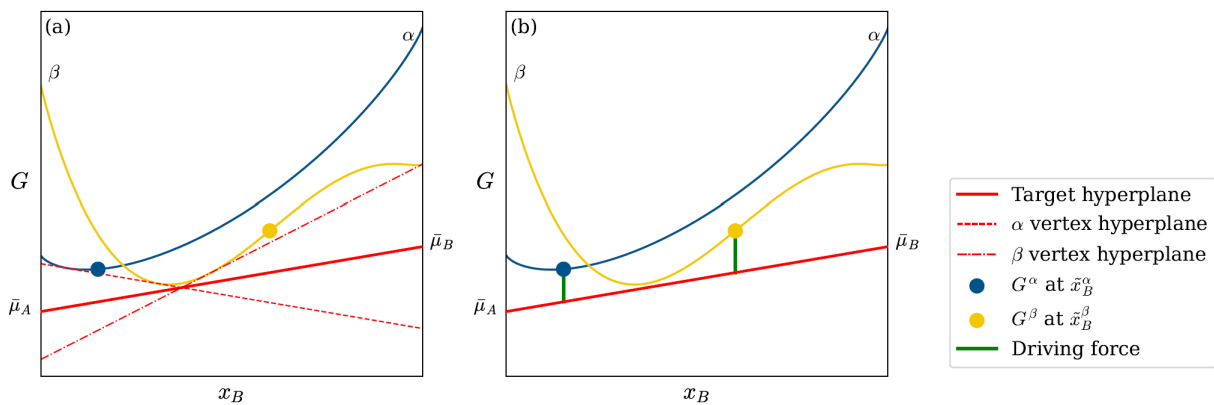 (a)
α
β
G
μ̄_B
μ̄_A
x_B
(b)
α
β
G
μ̄_B
μ̄_A
x_B
Target hyperplane
α vertex hyperplane
β vertex hyperplane
G^α at x̃_B^α
G^β at x̃_B^β
Driving force